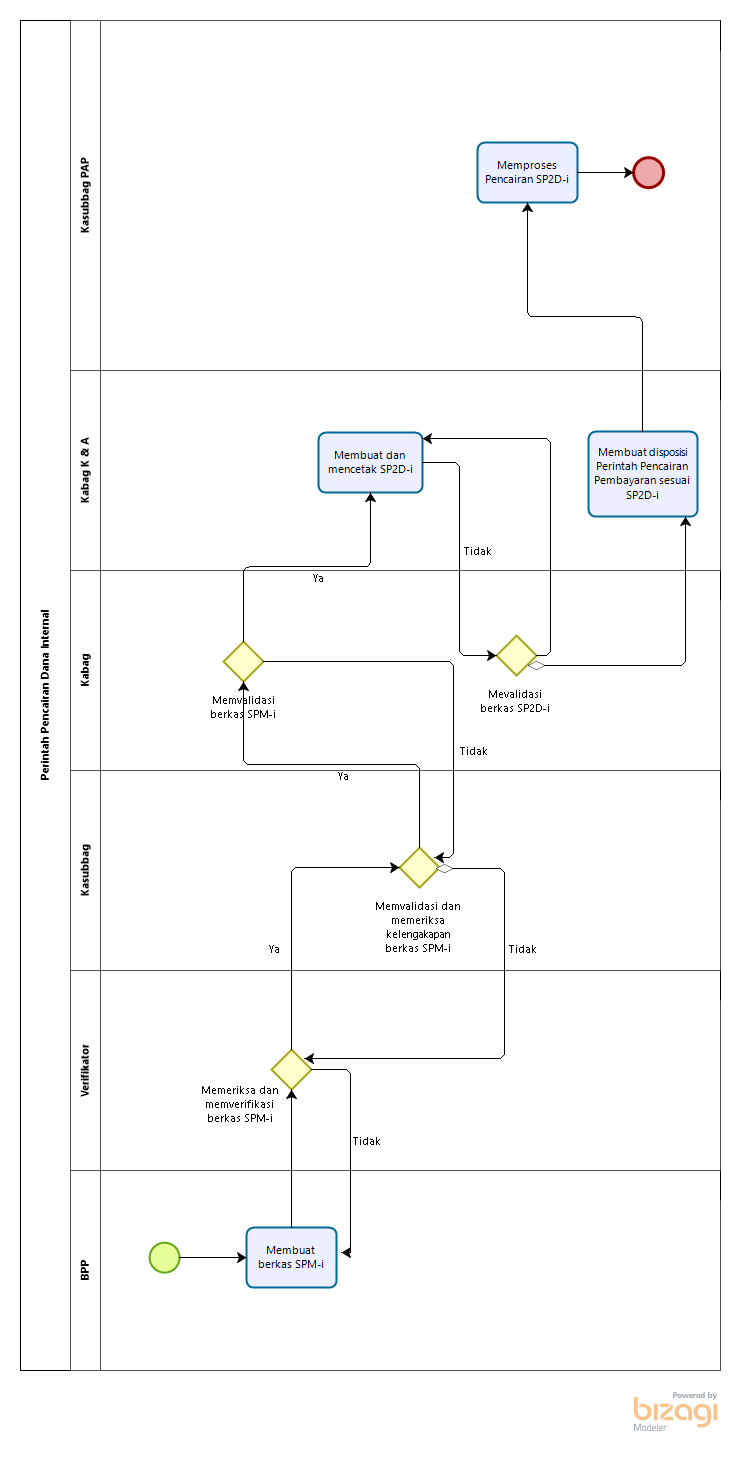 Perintah Pencairan Dana Internal
Kasubbag PAP
Memproses
Pencairan SP2D-i
Kabag K & A
Membuat dan
mencetak SP2D-i
Membuat disposisi
Perintah Pencairan
Pembayaran sesuai
SP2D-i
Tidak
Ya
Kabag
Memvalidasi
berkas SPM-i
Mevalidasi
berkas SP2D-i
Tidak
Ya
Kasubbag
Memvalidasi dan
memeriksa
kelengakapan
berkas SPM-i
Ya
Tidak
Verifikator
Memeriksa dan
memverifikasi
berkas SPM-i
Tidak
BPP
Membuat
berkas SPM-i
Powered by
bizagi
Modeler